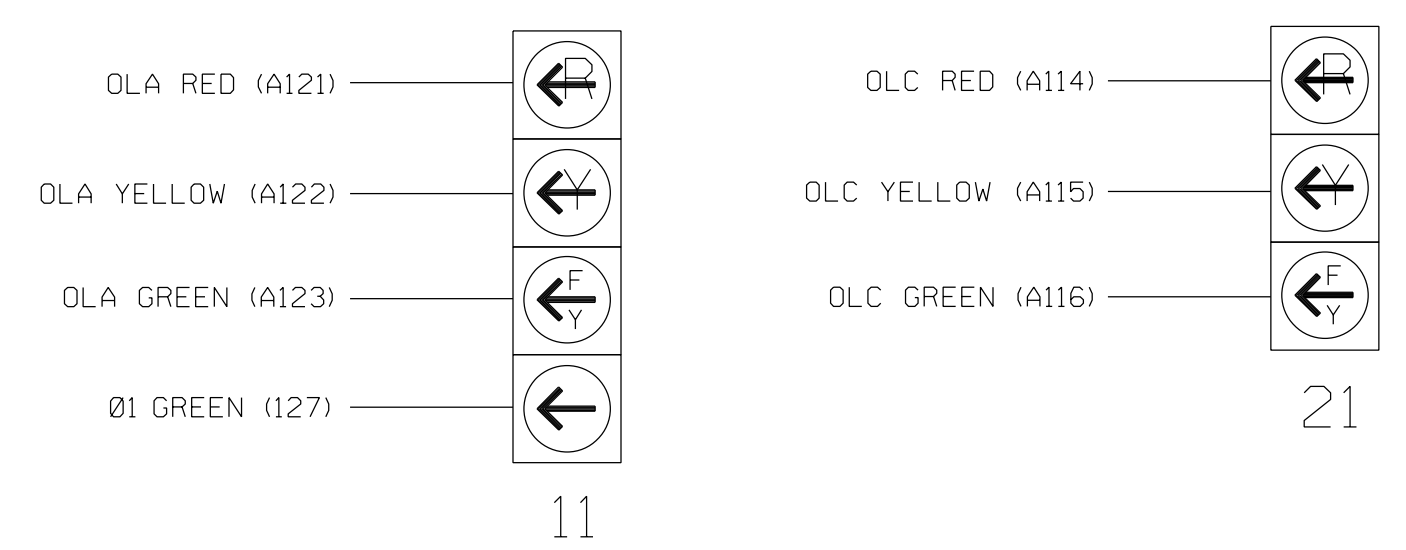 OLA RED (A121)
R
OLA YELLOW (A122)
Y
OLA GREEN (A123)
F
Y
Ø1 GREEN (127)
11
OLC RED (A114)
R
OLC YELLOW (A115)
Y
OLC GREEN (A116)
F
Y
21